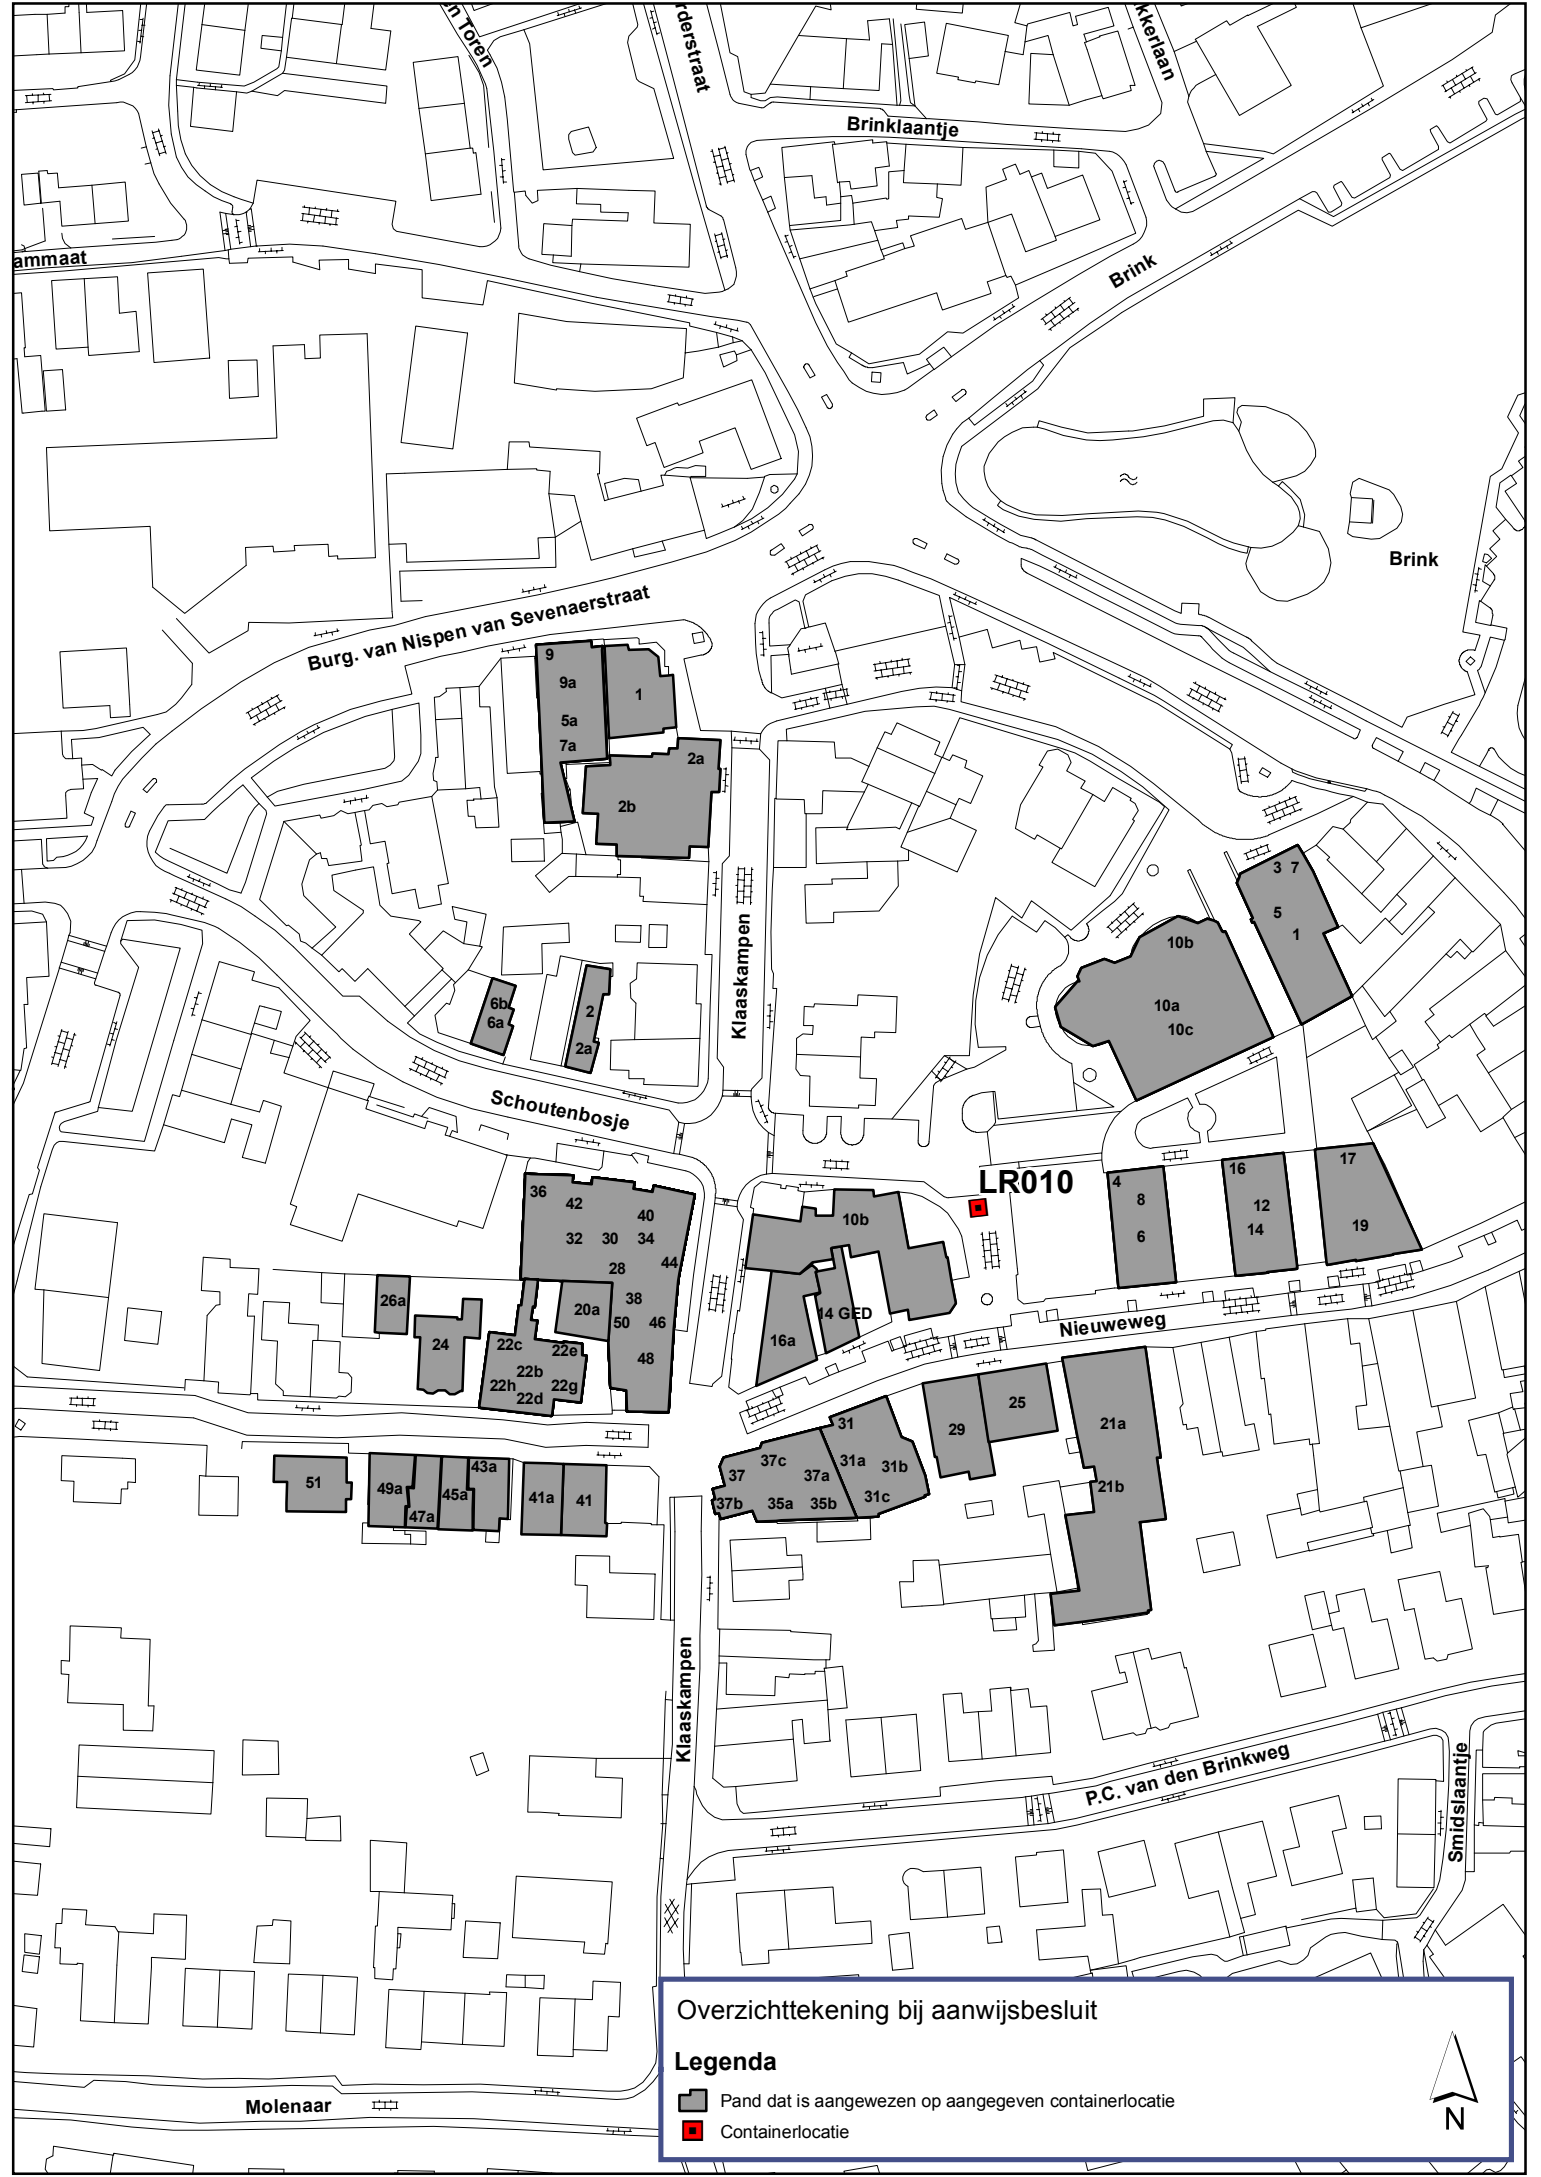 en Toren
rderstraat
kkerlaan
Brinklaantje
ammaat
Brink
Brink
Burg. van Nispen van Sevenaerstraat
9
9a
5a
7a
1
2a
2b
3 7
5
1
Klaaskampen
10b
10a
10c
6b
6a
2
2a
Schoutenbosje
LR010
36
42
40
32
30
34
44
28
38
50
46
48
10b
14 GED
16a
4
8
6
16
12
14
17
19
26a
24
20a
22c
22e
22b
22h
22g
22d
Nieuweweg
51
49a
47a
45a
43a
41a
41
37
37c
37a
37b
35a
35b
31
31a
31b
31c
29
25
21a
21b
Klaaskampen
P.C. van den Brinkweg
Smidslaantje
Molenaar
Overzichttekening bij aanwijsbesluit
Legenda
Pand dat is aangewezen op aangegeven containerlocatie
Containerlocatie
N